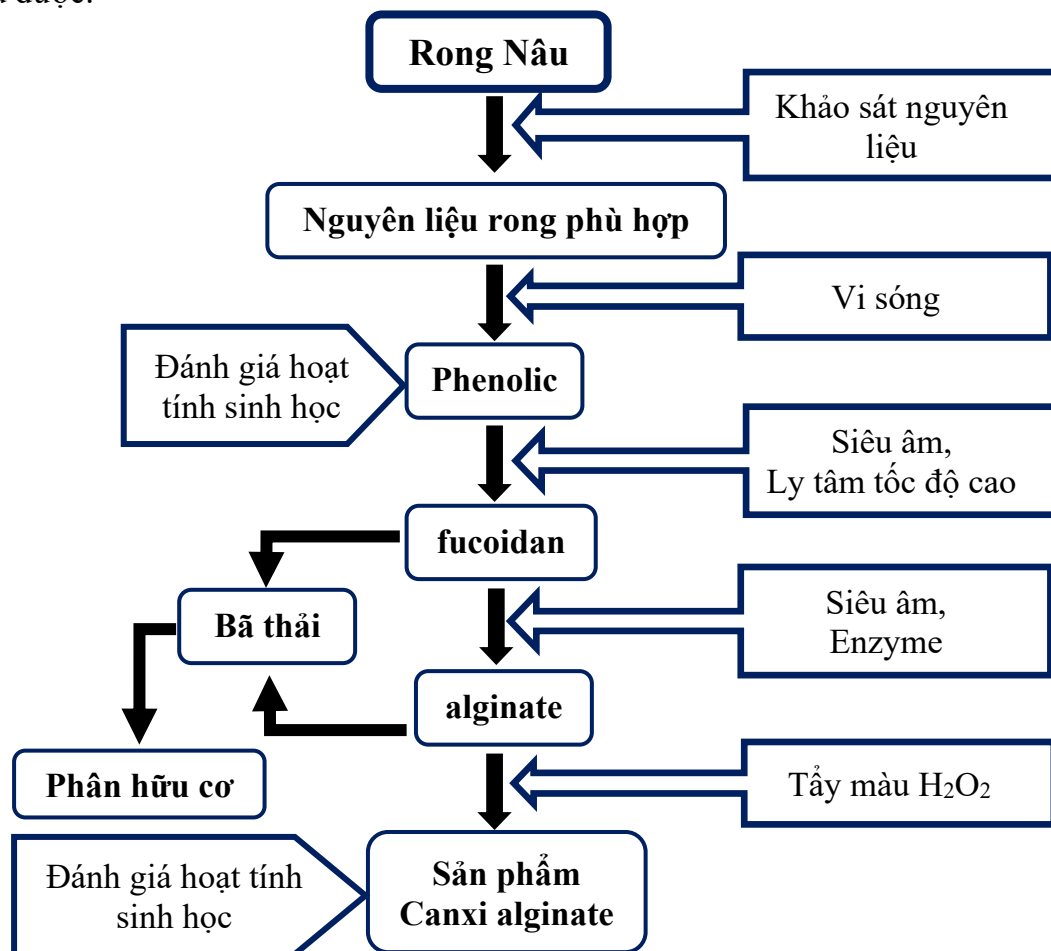 được.
Rong Nâu
Khảo sát nguyên
liệu
Nguyên liệu rong phù hợp
Vi sóng
Đánh giá hoạt
tính sinh học
Phenolic
Siêu âm,
Ly tâm tốc độ cao
fucoidan
Bã thải
Siêu âm,
Enzyme
alginate
Phân hữu cơ
Tẩy màu H₂O₂
Đánh giá hoạt tính
sinh học
Sản phẩm
Canxi alginate